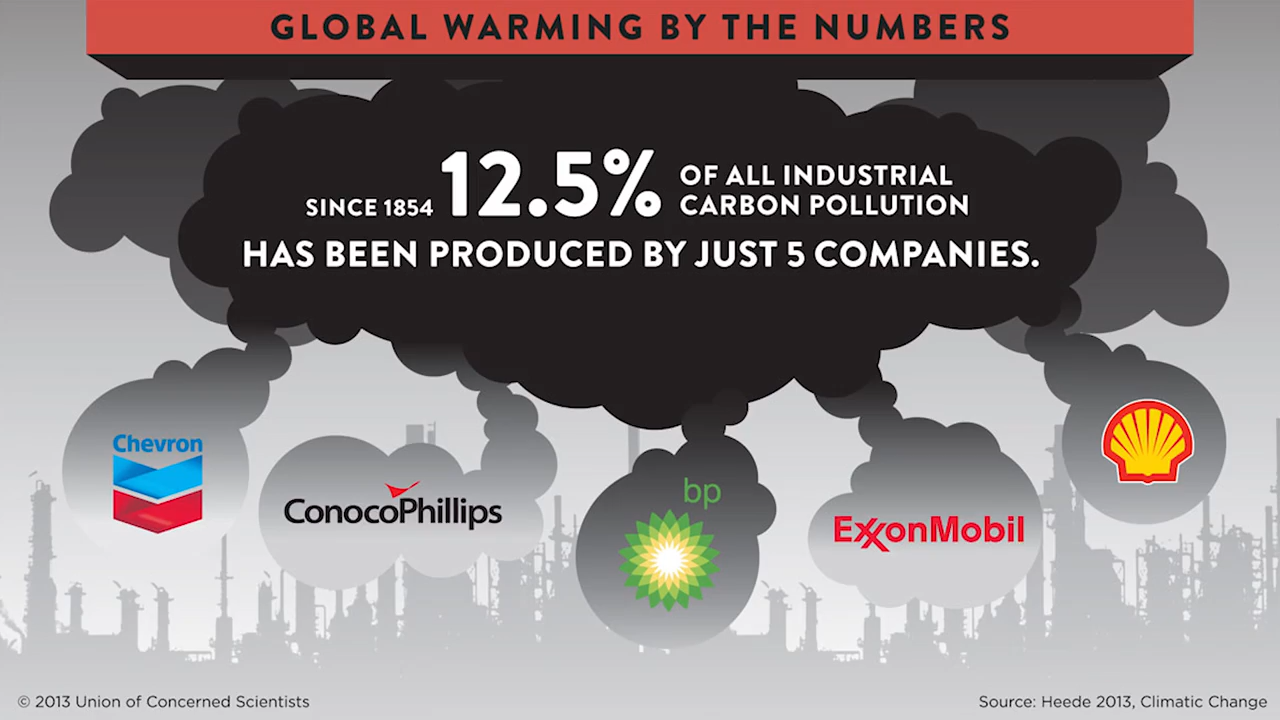 GLOBAL WARMING BY THE NUMBERS
SINCE 1854 12.5% OF ALL INDUSTRIAL
CARBON POLLUTION
HAS BEEN PRODUCED BY JUST 5 COMPANIES.
Chevron
ConocoPhillips
bp
ExxonMobil
© 2013 Union of Concerned Scientists
Source: Heede 2013, Climatic Change